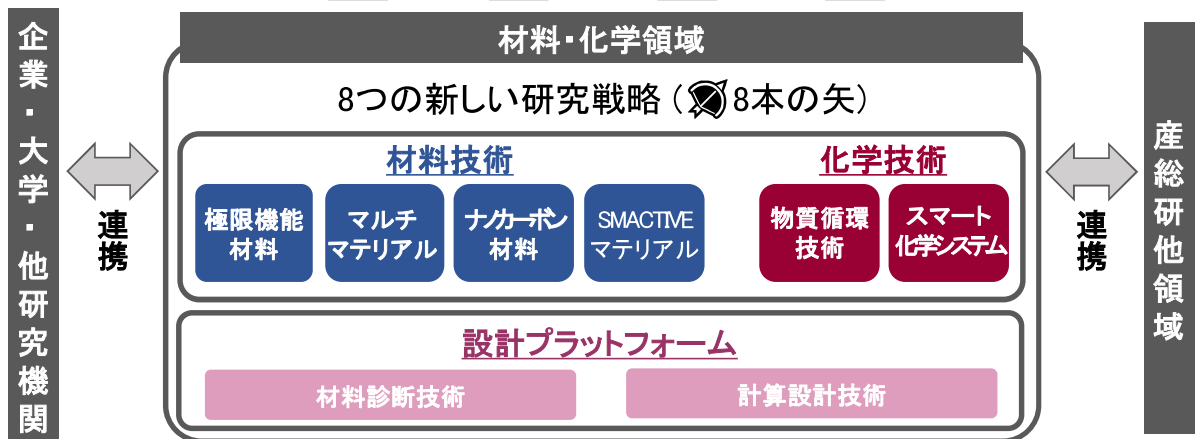 企業・大学・他研究機関
連携
材料・化学領域
8つの新しい研究戦略(8本の矢)
材料技術
極限機能
材料
マルチ
マテリアル
ナノカーボン
材料
SMACTIVE
マテリアル
化学技術
物質循環
技術
スマート
化学システム
設計プラットフォーム
材料診断技術
計算設計技術
連携
産総研他領域